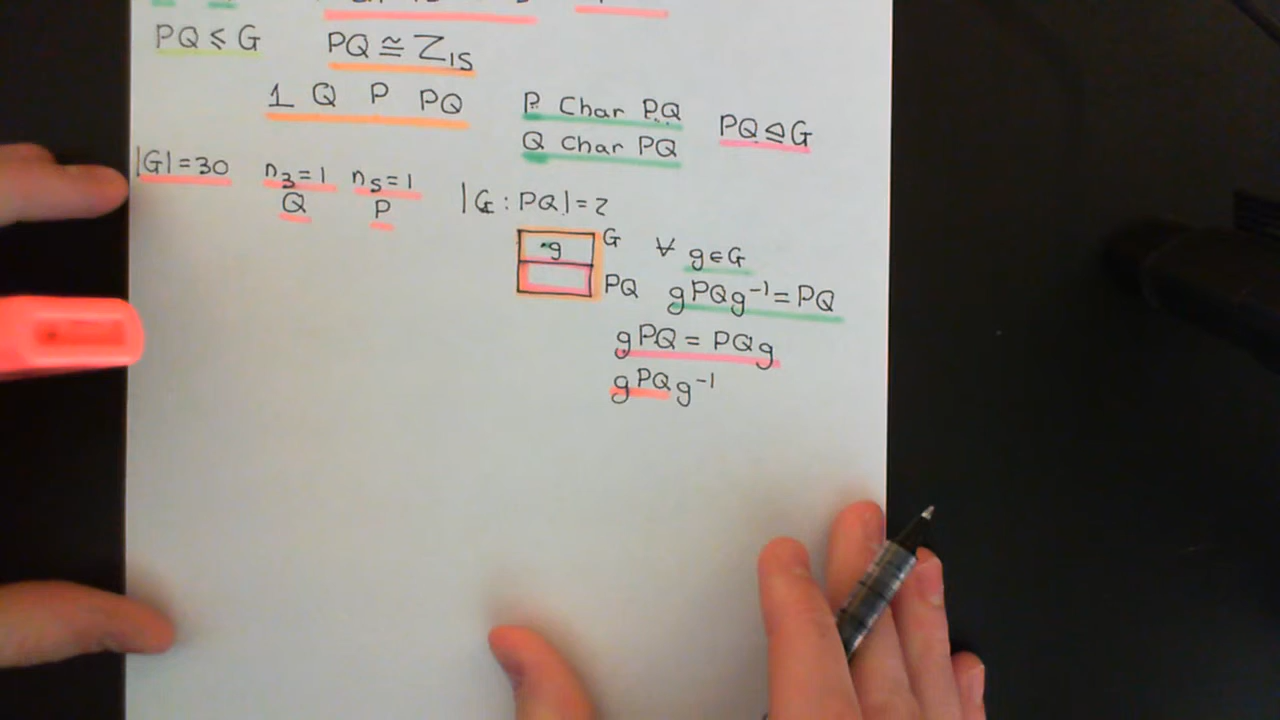 PQ ≤ G PQ ≅ Z₁₅
1 Q P PQ
P Char PQ
Q Char PQ
PQ ⊴ G
|G|=30 n₃=1 n₅=1 |G : PQ|=2
Q P
g G
PQ
∀ g∈G
gPQg⁻¹=PQ
gPQ = PQg
gPQg⁻¹